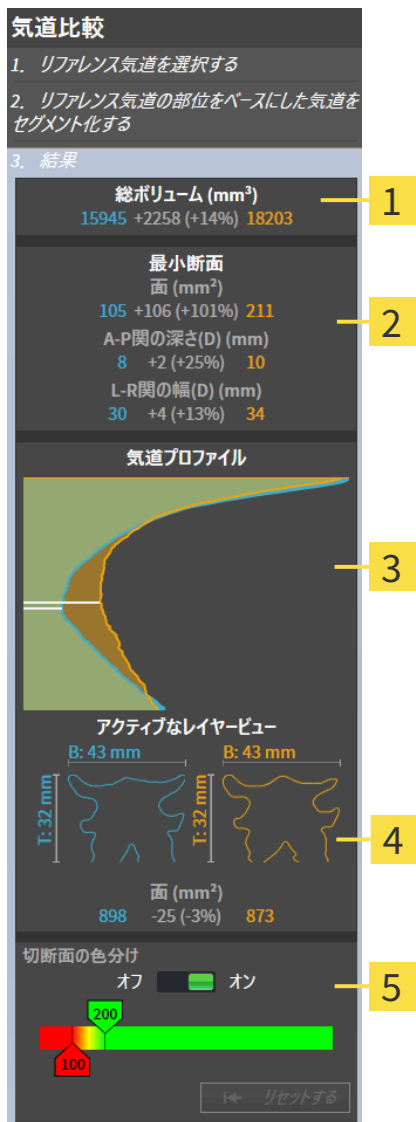 気道比較
1. リファレンス気道を選択する
2. リファレンス気道の部位をベースにした気道を
セグメント化する
3. 結果
総ボリューム (mm³)
15945 +2258 (+14%) 18203
1
最小断面
面 (mm²)
105 +106 (+101%) 211
2
A-P関の深さ(D) (mm)
8 +2 (+25%) 10
L-R関の幅(D) (mm)
30 +4 (+13%) 34
気道プロファイル
3
アクティブなレイヤービュー
B: 43 mm B: 43 mm
T: 32 mm T: 32 mm
4
面 (mm²)
898 -25 (-3%) 873
切断面の色分け
オフ オン
5
200
100
リセットする